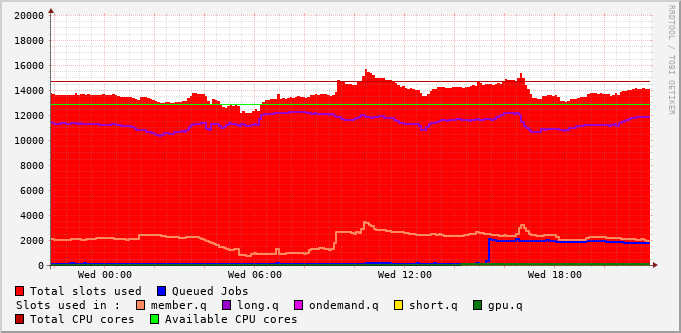 20000
18000
16000
14000
12000
10000
8000
6000
4000
2000
0
Wed 00:00 Wed 06:00 Wed 12:00 Wed 18:00
RRDTOOL / TOBI OETIKER
Total slots used Queued Jobs
Slots used in : member.q long.q ondemand.q short.q gpu.q
Total CPU cores Available CPU cores